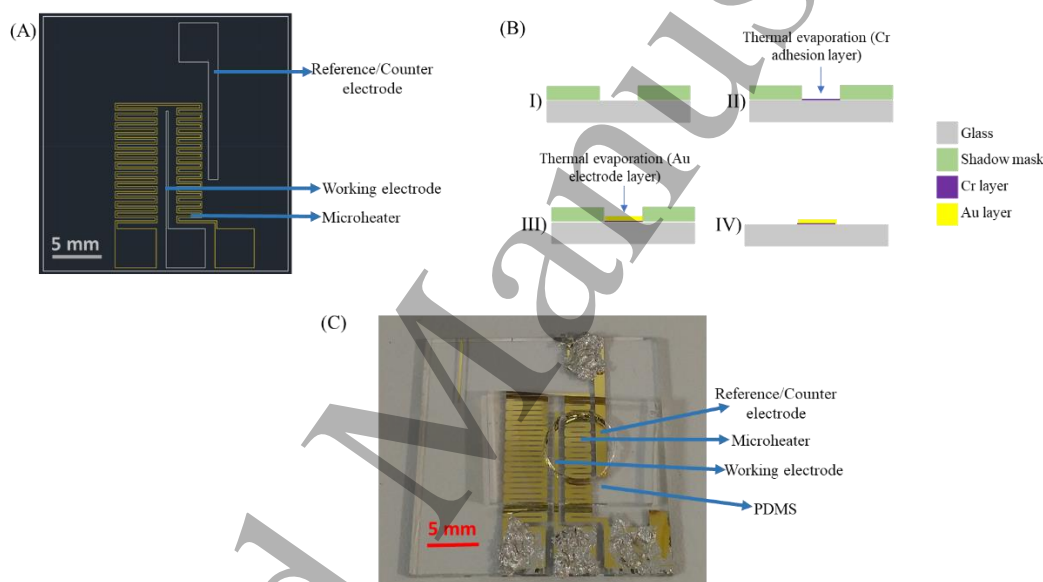 (A)
Reference/Counter
electrode
Working electrode
Microheater
5 mm
(B)
Thermal evaporation (Cr
adhesion layer)
I)
II)
Thermal evaporation (Au
electrode layer)
III)
IV)
Glass
Shadow mask
Cr layer
Au layer
(C)
Reference/Counter
electrode
Microheater
Working electrode
PDMS
5 mm
d Manus